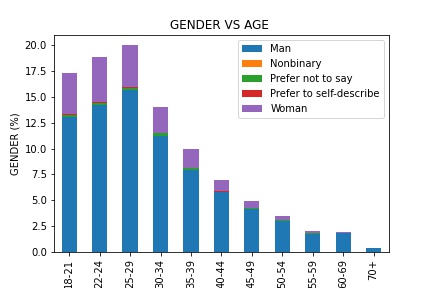 GENDER VS AGE
20.0
17.5
15.0
12.5
10.0
7.5
5.0
2.5
0.0
GENDER (%)
Man
Nonbinary
Prefer not to say
Prefer to self-describe
Woman
18-21
22-24
25-29
30-34
35-39
40-44
45-49
50-54
55-59
60-69
70+